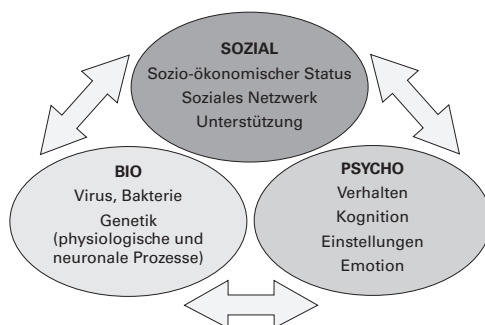 SOZIAL
Sozio-ökonomischer Status
Soziales Netzwerk
Unterstützung
BIO
Virus, Bakterie
Genetik
(physiologische und
neuronale Prozesse)
PSYCHO
Verhalten
Kognition
Einstellungen
Emotion